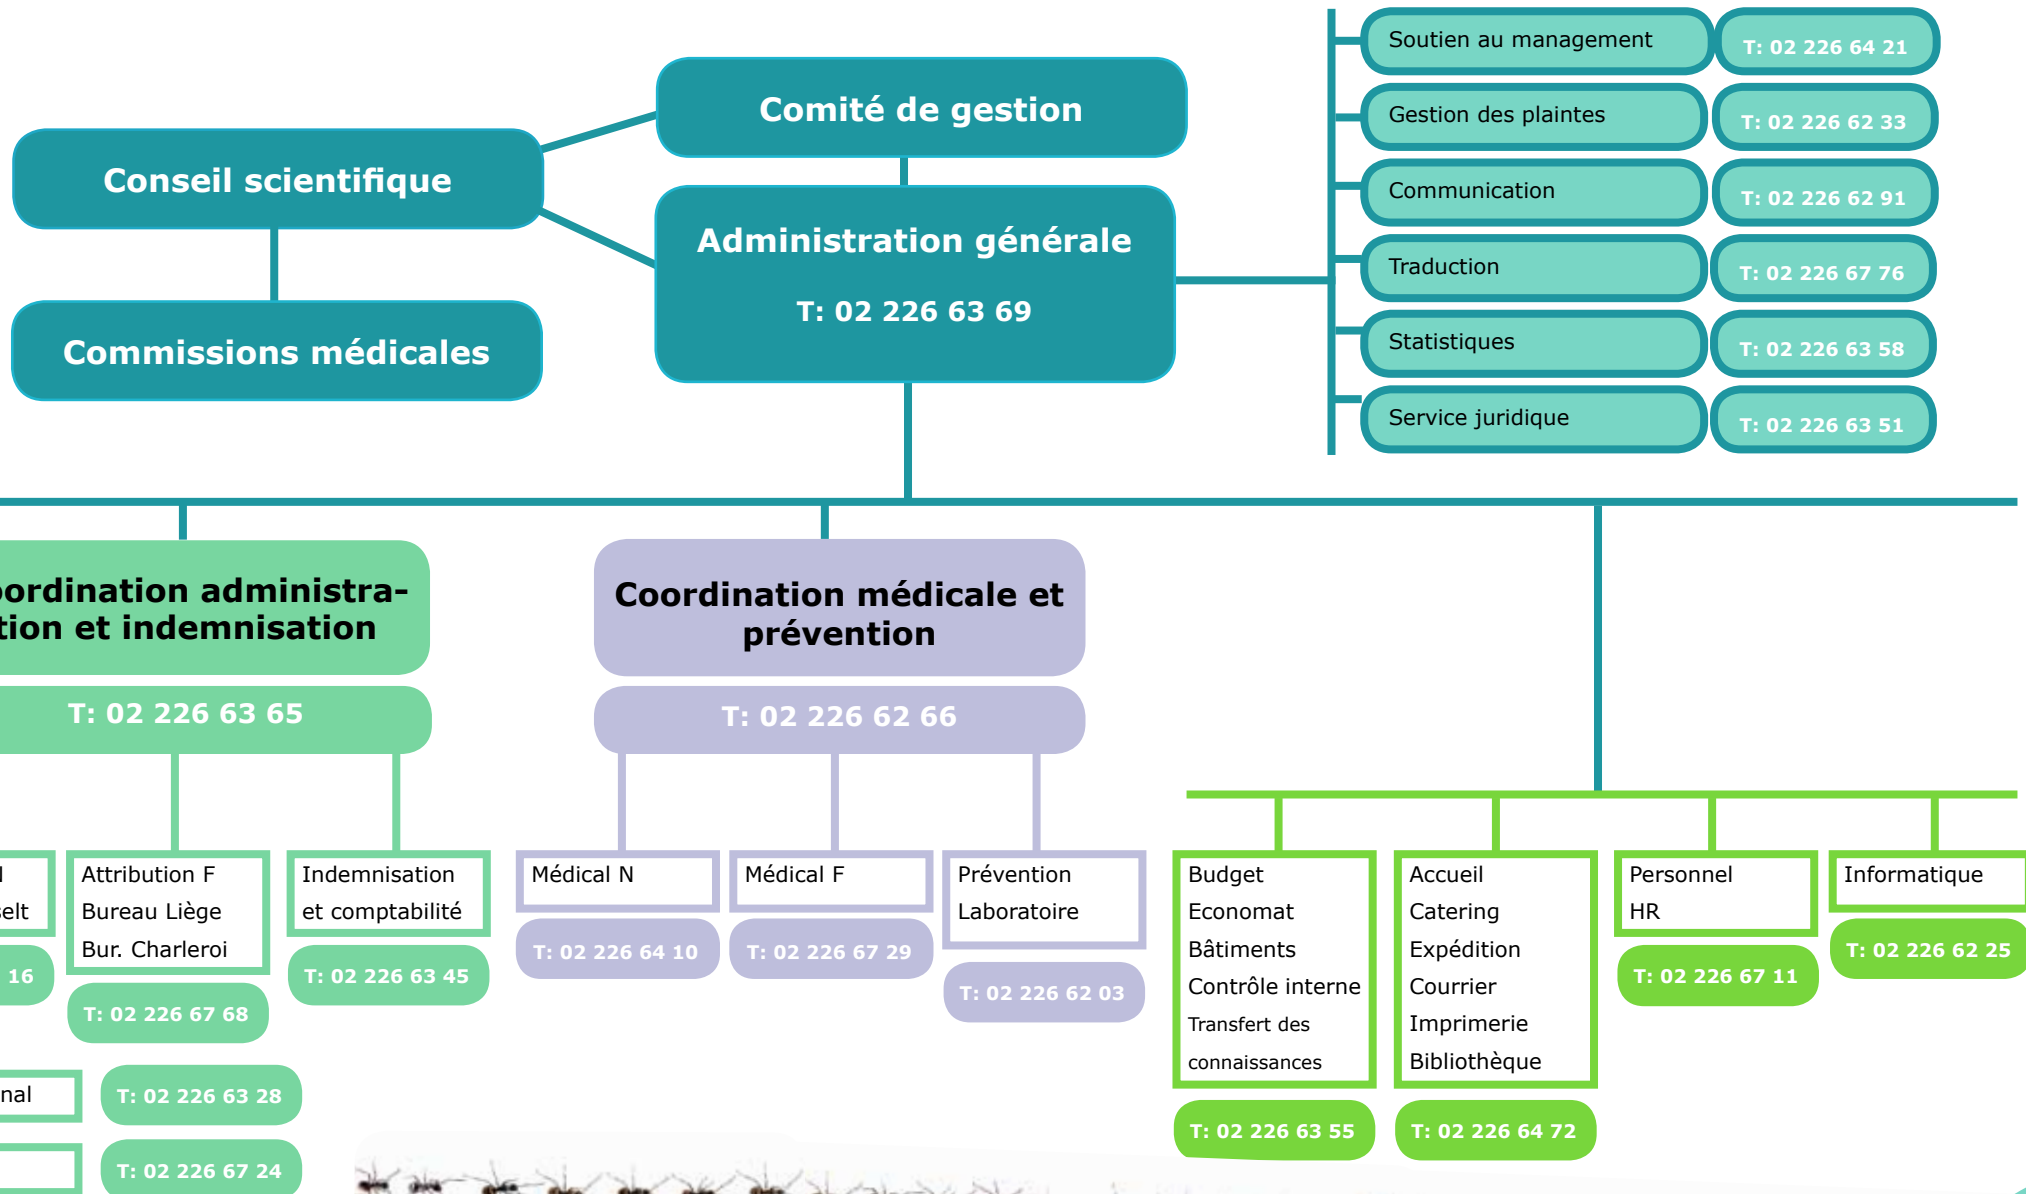 Soutien au management
T: 02 226 64 21
Gestion des plaintes
T: 02 226 62 33
Communication
T: 02 226 62 91
Traduction
T: 02 226 67 76
Statistiques
T: 02 226 63 58
Service juridique
T: 02 226 63 51
Comité de gestion
Conseil scientifique
Administration générale
T: 02 226 63 69
Commissions médicales
administra-
et indemnisation
T: 02 226 63 65
Coordination médicale et
prévention
T: 02 226 62 66
16
Attribution F
Bureau Liège
Bur. Charleroi
T: 02 226 67 68
Indemnisation
et comptabilité
T: 02 226 63 45
T: 02 226 63 28
T: 02 226 67 24
Médical N
T: 02 226 64 10
Médical F
T: 02 226 67 29
Prévention
Laboratoire
T: 02 226 62 03
Budget
Economat
Bâtiments
Contrôle interne
Transfert des
connaissances
T: 02 226 63 55
Accueil
Catering
Expédition
Courrier
Imprimerie
Bibliothèque
T: 02 226 64 72
Personnel
HR
T: 02 226 67 11
Informatique
T: 02 226 62 25